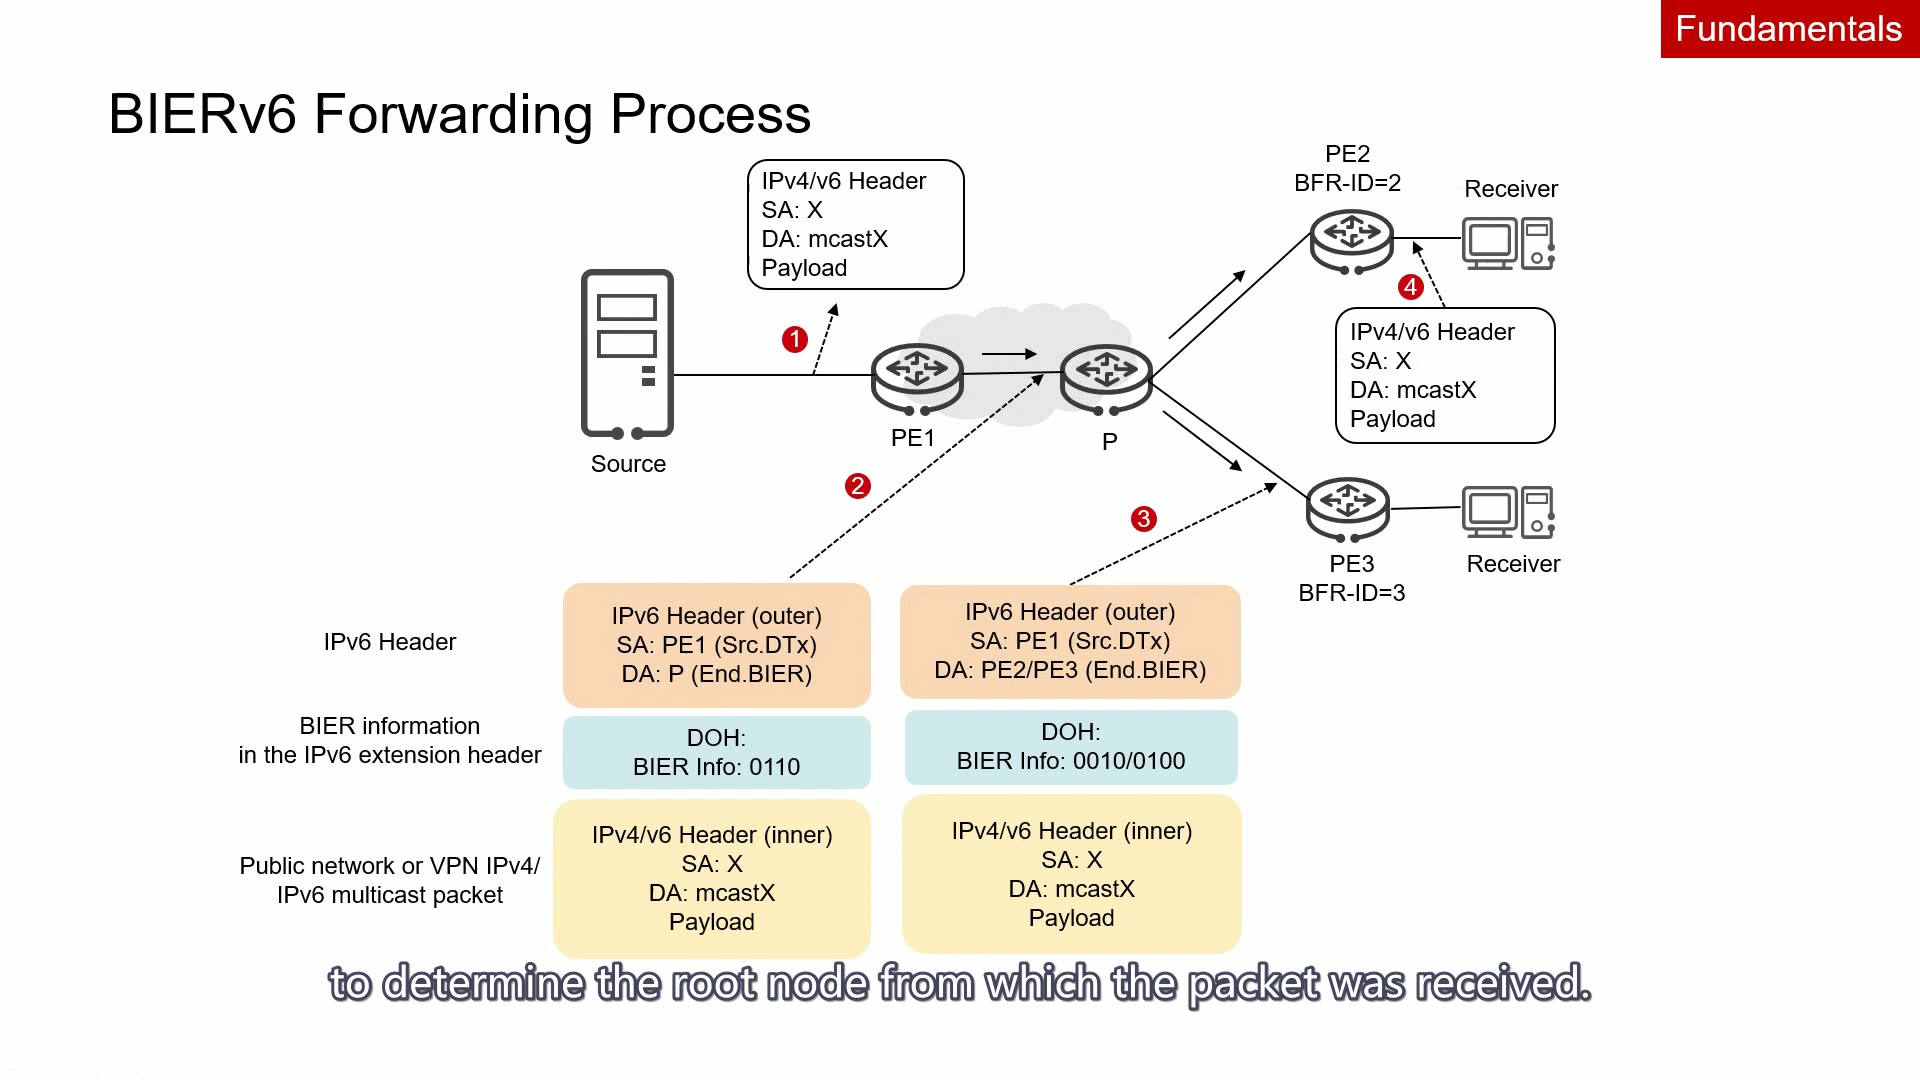 Fundamentals
BIERv6 Forwarding Process
IPv4/v6 Header
SA: X
DA: mcastX
Payload
PE2
BFR-ID=2
Receiver
1
4
IPv4/v6 Header
SA: X
DA: mcastX
Payload
Source
PE1
P
2
3
PE3
BFR-ID=3
Receiver
IPv6 Header
IPv6 Header (outer)
SA: PE1 (Src.DTx)
DA: P (End.BIER)
IPv6 Header (outer)
SA: PE1 (Src.DTx)
DA: PE2/PE3 (End.BIER)
BIER information
in the IPv6 extension header
DOH:
BIER Info: 0110
DOH:
BIER Info: 0010/0100
Public network or VPN IPv4/
IPv6 multicast packet
IPv4/v6 Header (inner)
SA: X
DA: mcastX
Payload
IPv4/v6 Header (inner)
SA: X
DA: mcastX
Payload
to determine the root node from which the packet was received.